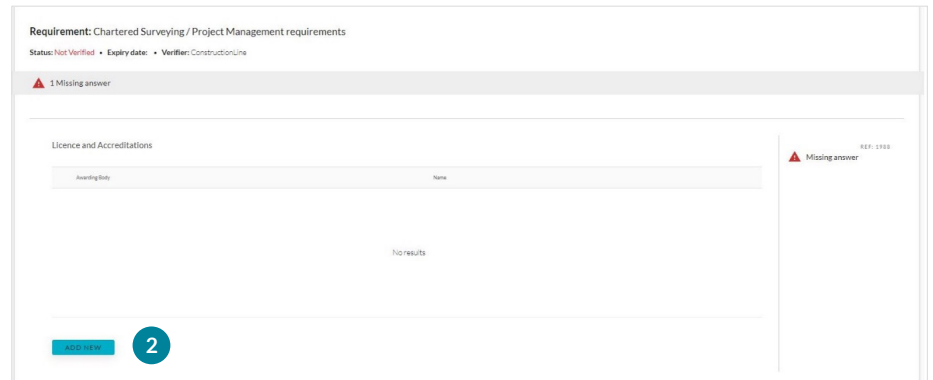 Requirement: Chartered Surveying / Project Management requirements
Status: Not Verified • Expiry date: • Verifier: ConstructionLine
1 Missing answer
Licence and Accreditations
REF: 1988
Missing answer
Awarding Body Name
No results
ADD NEW
2